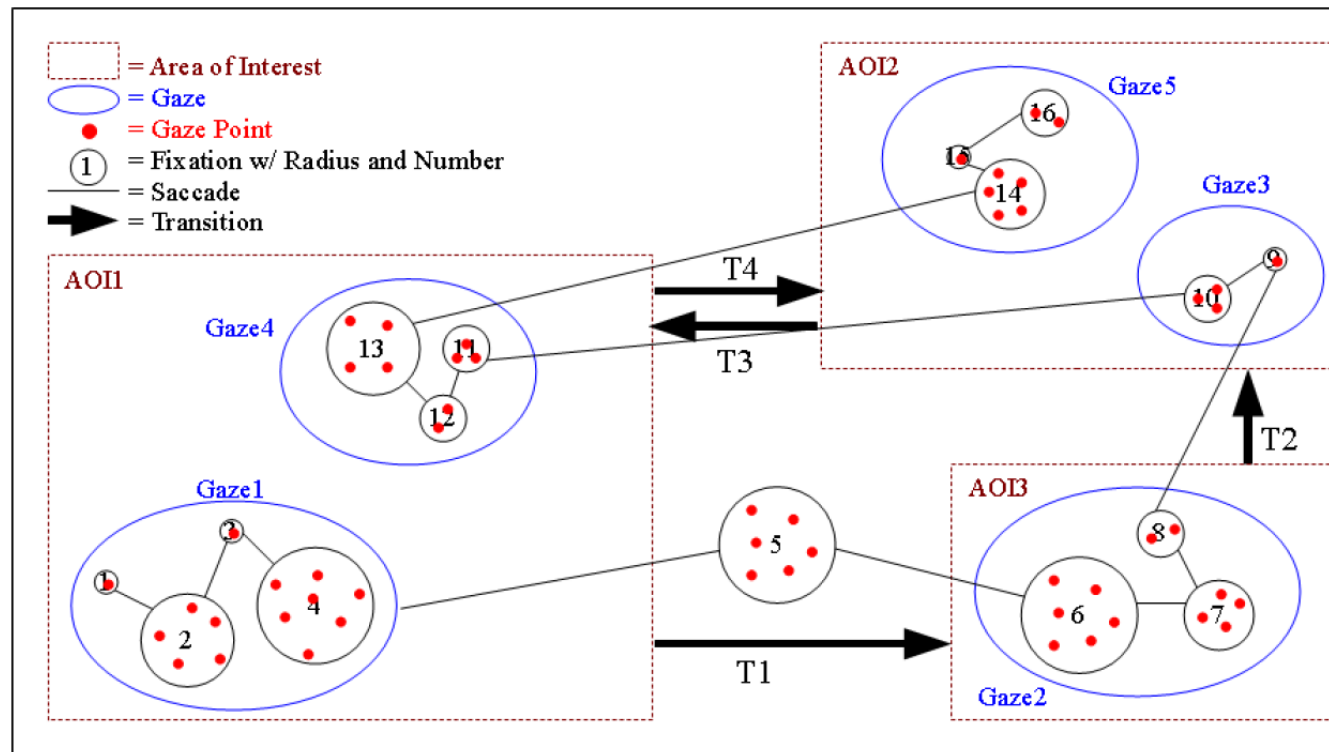 = Area of Interest
= Gaze
= Gaze Point
1 = Fixation w/ Radius and Number
= Saccade
= Transition
AOI2
Gaze5
16
15
14
Gaze3
9
10
AOI1
Gaze4
13
11
12
T4
T3
T2
Gaze1
3
1
2
4
5
T1
AOI3
8
6
7
Gaze2